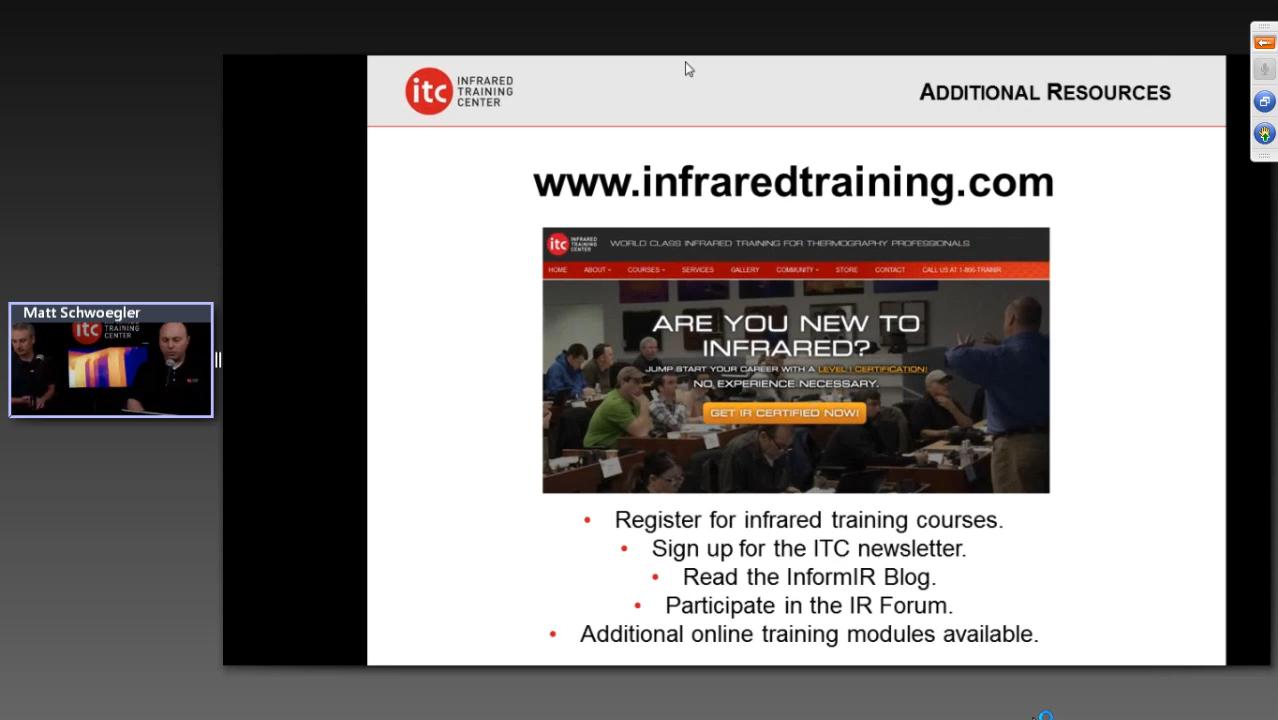 itc INFRARED
TRAINING
CENTER
ADDITIONAL RESOURCES
www.infraredtraining.com
itc INFRARED
TRAINING
CENTER
WORLD CLASS INFRARED TRAINING FOR THERMOGRAPHY PROFESSIONALS
HOME ABOUT COURSES SERVICES GALLERY COMMUNITY STORE CONTACT CALL US AT 1-866-TRAINIR
ARE YOU NEW TO
INFRARED?
JUMP START YOUR CAREER WITH A LEVEL I CERTIFICATION!
NO EXPERIENCE NECESSARY.
GET IR CERTIFIED NOW!
• Register for infrared training courses.
• Sign up for the ITC newsletter.
• Read the InformIR Blog.
• Participate in the IR Forum.
• Additional online training modules available.
Matt Schwoegler
itc TRAINING
CENTER